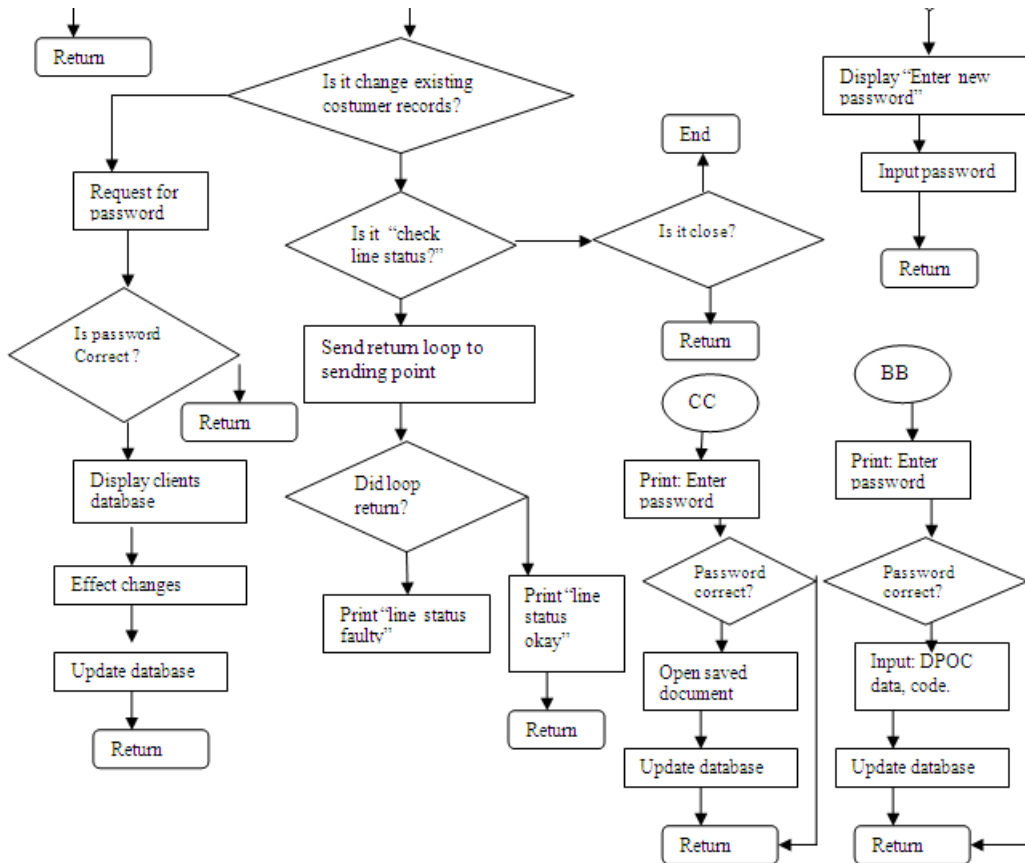 Return
Is it change existing
costumer records?
Display “Enter new
password”
End
Request for
password
Input password
Is it “check
line status?”
Is it close?
Return
Is password
Correct ?
Send return loop to
sending point
Return
Return
CC
BB
Display clients
database
Did loop
return?
Print: Enter
password
Print: Enter
password
Effect changes
Print “line status
faulty”
Print “line
status
okay”
Password
correct?
Password
correct?
Update database
Open saved
document
Input: DPOC
data, code.
Return
Return
Update database
Update database
Return
Return